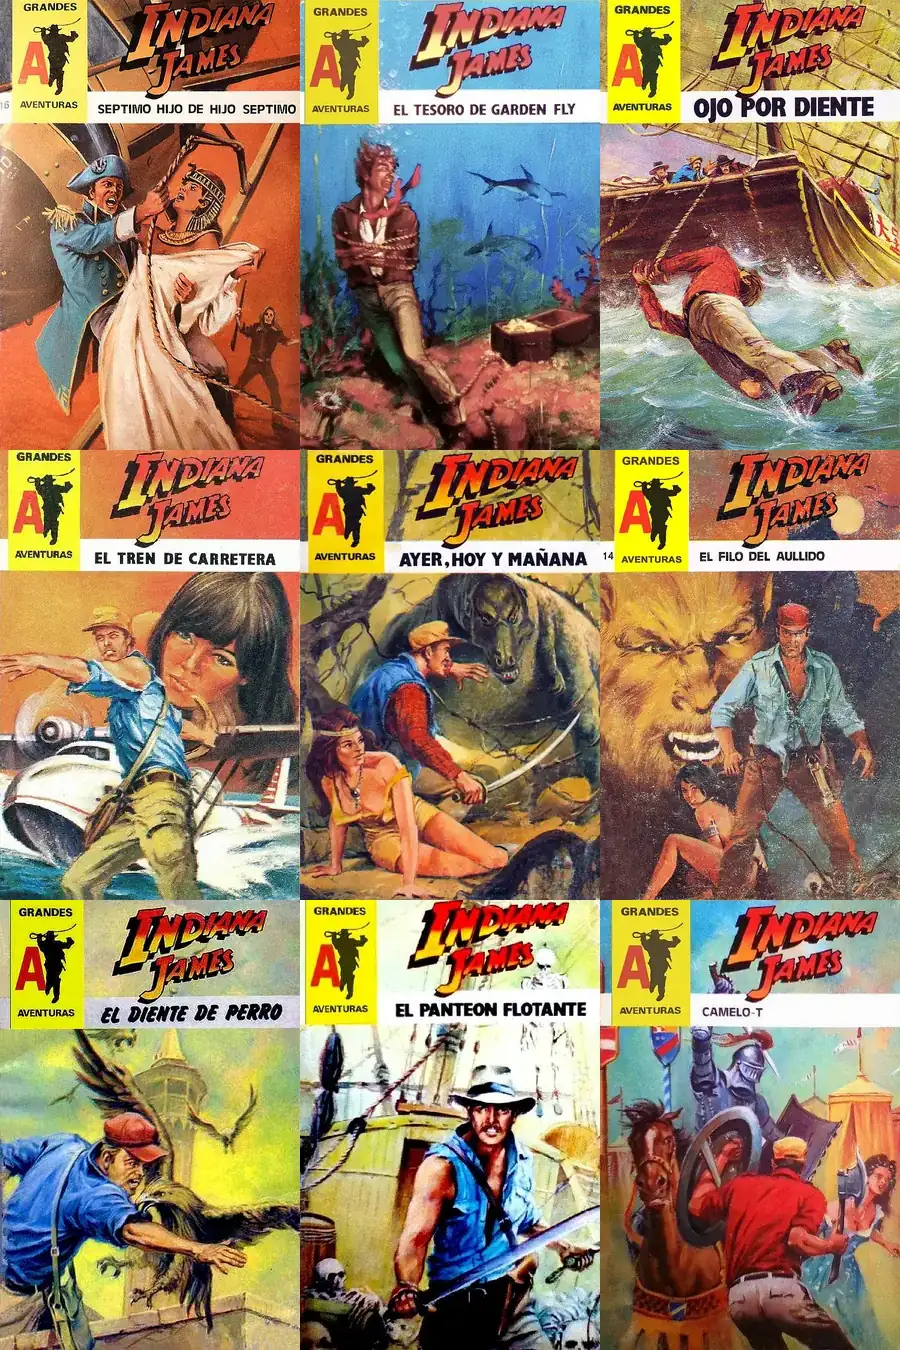 GRANDES
A
AVENTURAS
INDIANA
JAMES
16
SEPTIMO HIJO DE HIJO SEPTIMO
GRANDES
A
AVENTURAS
INDIANA
JAMES
EL TESORO DE GARDEN FLY
GRANDES
A
AVENTURAS
INDIANA
JAMES
OJO POR DIENTE
GRANDES
A
AVENTURAS
INDIANA
JAMES
EL TREN DE CARRETERA
GRANDES
A
AVENTURAS
INDIANA
JAMES
AYER, HOY Y MAÑANA
GRANDES
A
AVENTURAS
INDIANA
JAMES
14
EL FILO DEL AULLIDO
GRANDES
A
AVENTURAS
INDIANA
JAMES
EL DIENTE DE PERRO
GRANDES
A
AVENTURAS
INDIANA
JAMES
EL PANTEON FLOTANTE
GRANDES
A
AVENTURAS
INDIANA
JAMES
CAMELO-T